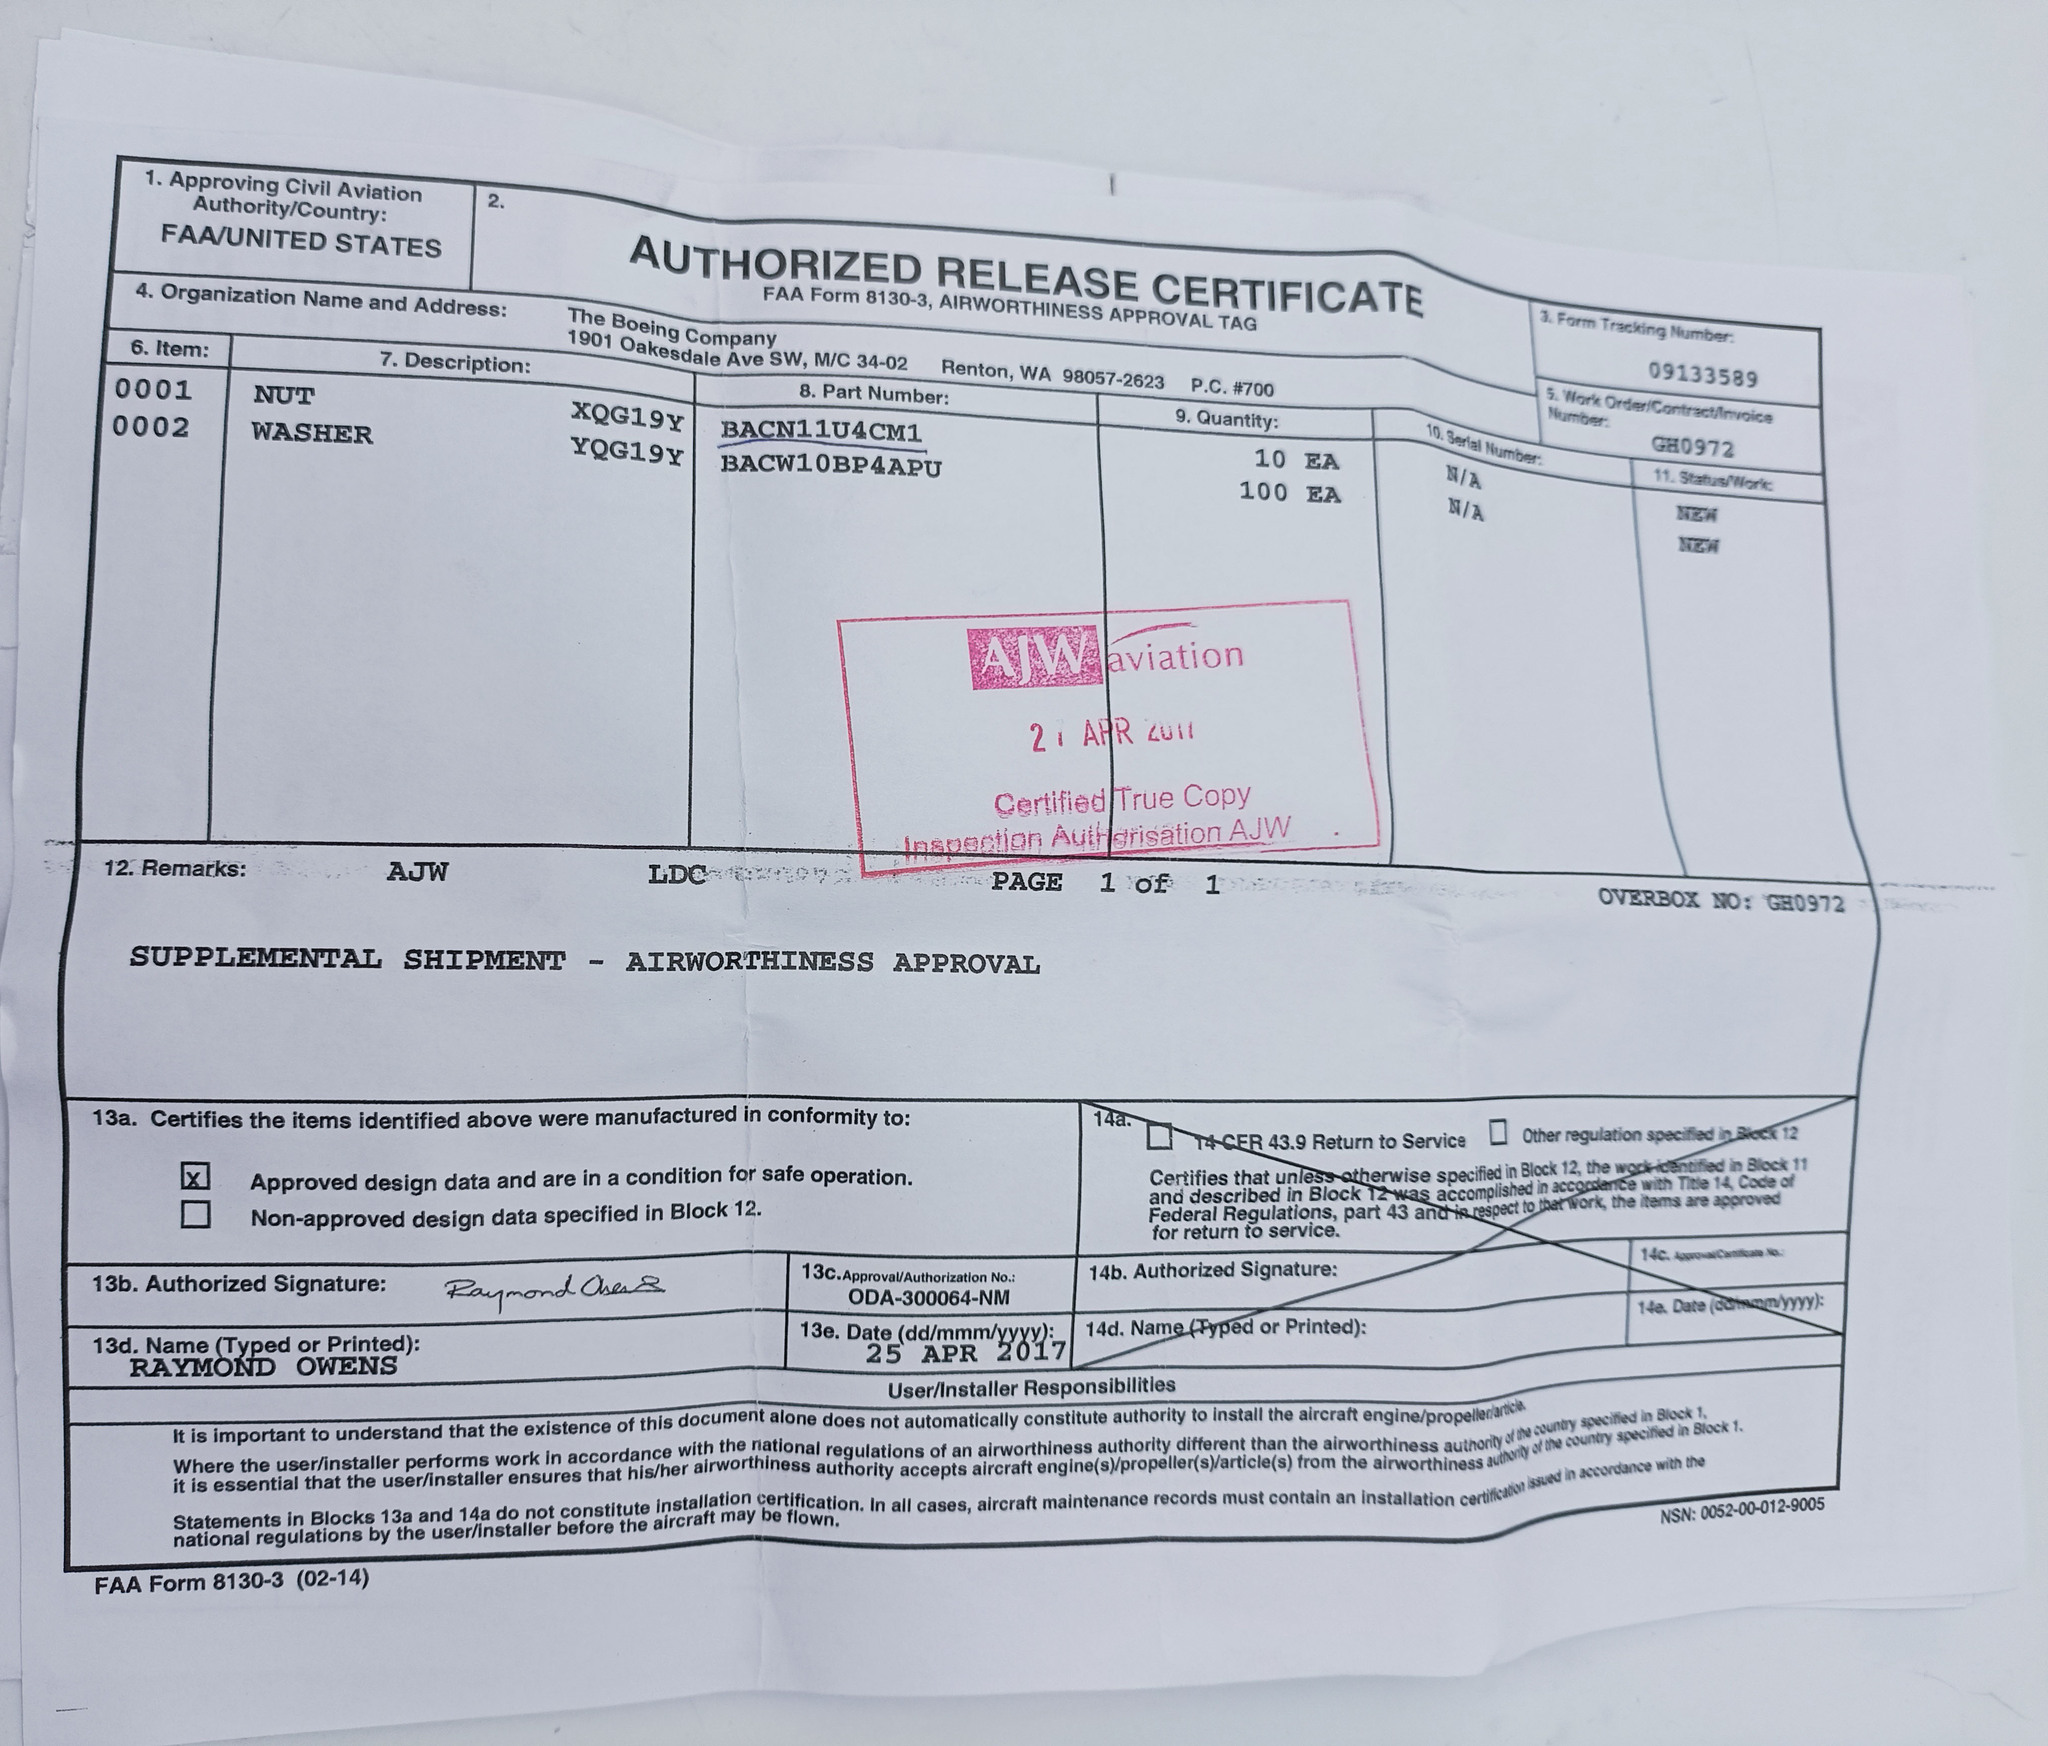 1. Approving Civil Aviation
Authority/Country:
FAA/UNITED STATES
2.
AUTHORIZED RELEASE CERTIFICATE
FAA Form 8130-3, AIRWORTHINESS APPROVAL TAG
3. Form Tracking Number:
09133589
4. Organization Name and Address:
The Boeing Company
1901 Oakesdale Ave SW, M/C 34-02 Renton, WA 98057-2623 P.C. #700
5. Work Order/Contract/Invoice
Number:
GH0972
6. Item: 7. Description: 8. Part Number: 9. Quantity: 10. Serial Number: 11. Status/Work:
0001 NUT XQG19Y BACN11U4CM1 10 EA N/A NEW
0002 WASHER YQG19Y BACW10BP4APU 100 EA N/A NEW
AJW aviation
APR
Certified True Copy
Inspection Authorisation AJW
12. Remarks: AJW LDC PAGE 1 of 1 OVERBOX NO: GH0972
SUPPLEMENTAL SHIPMENT - AIRWORTHINESS APPROVAL
13a. Certifies the items identified above were manufactured in conformity to:
x Approved design data and are in a condition for safe operation.
Non-approved design data specified in Block 12.
14a. 14 CFR 43.9 Return to Service Other regulation specified in Block 12
Certifies that unless otherwise specified in Block 12, the work identified in Block 11
and described in Block 12 was accomplished in accordance with Title 14, Code of
Federal Regulations, part 43 and in respect to that work, the items are approved
for return to service.
13b. Authorized Signature: Raymond Owens
13c. Approval/Authorization No.:
ODA-300064-NM
14b. Authorized Signature:
14c. Approval/Certificate No.:
13d. Name (Typed or Printed):
RAYMOND OWENS
13e. Date (dd/mmm/yyyy):
25 APR 2017
14d. Name (Typed or Printed):
14e. Date (dd/mmm/yyyy):
User/Installer Responsibilities
It is important to understand that the existence of this document alone does not automatically constitute authority to install the aircraft engine/propeller/article.
Where the user/installer performs work in accordance with the national regulations of an airworthiness authority different than the airworthiness authority of the country specified in Block 1,
it is essential that the user/installer ensures that his/her airworthiness authority accepts aircraft engine(s)/propeller(s)/article(s) from the airworthiness authority of the country specified in Block 1.
Statements in Blocks 13a and 14a do not constitute installation certification. In all cases, aircraft maintenance records must contain an installation certification issued in accordance with the
national regulations by the user/installer before the aircraft may be flown.
NSN: 0052-00-012-9005
FAA Form 8130-3 (02-14)